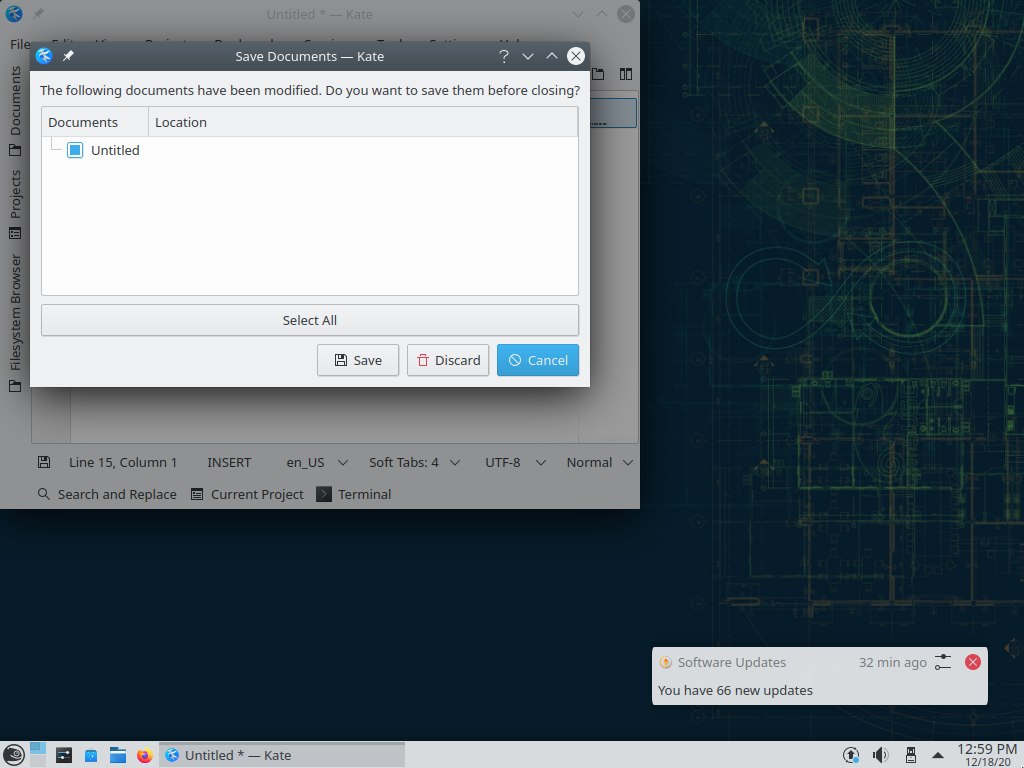 Untitled * — Kate
File
Save Documents — Kate
The following documents have been modified. Do you want to save them before closing?
Documents
Location
Untitled
Select All
Save
Discard
Cancel
Documents
Projects
Filesystem Browser
Line 15, Column 1
INSERT
en_US
Soft Tabs: 4
UTF-8
Normal
Search and Replace
Current Project
Terminal
Software Updates
32 min ago
You have 66 new updates
Untitled * — Kate
12:59 PM
12/18/20